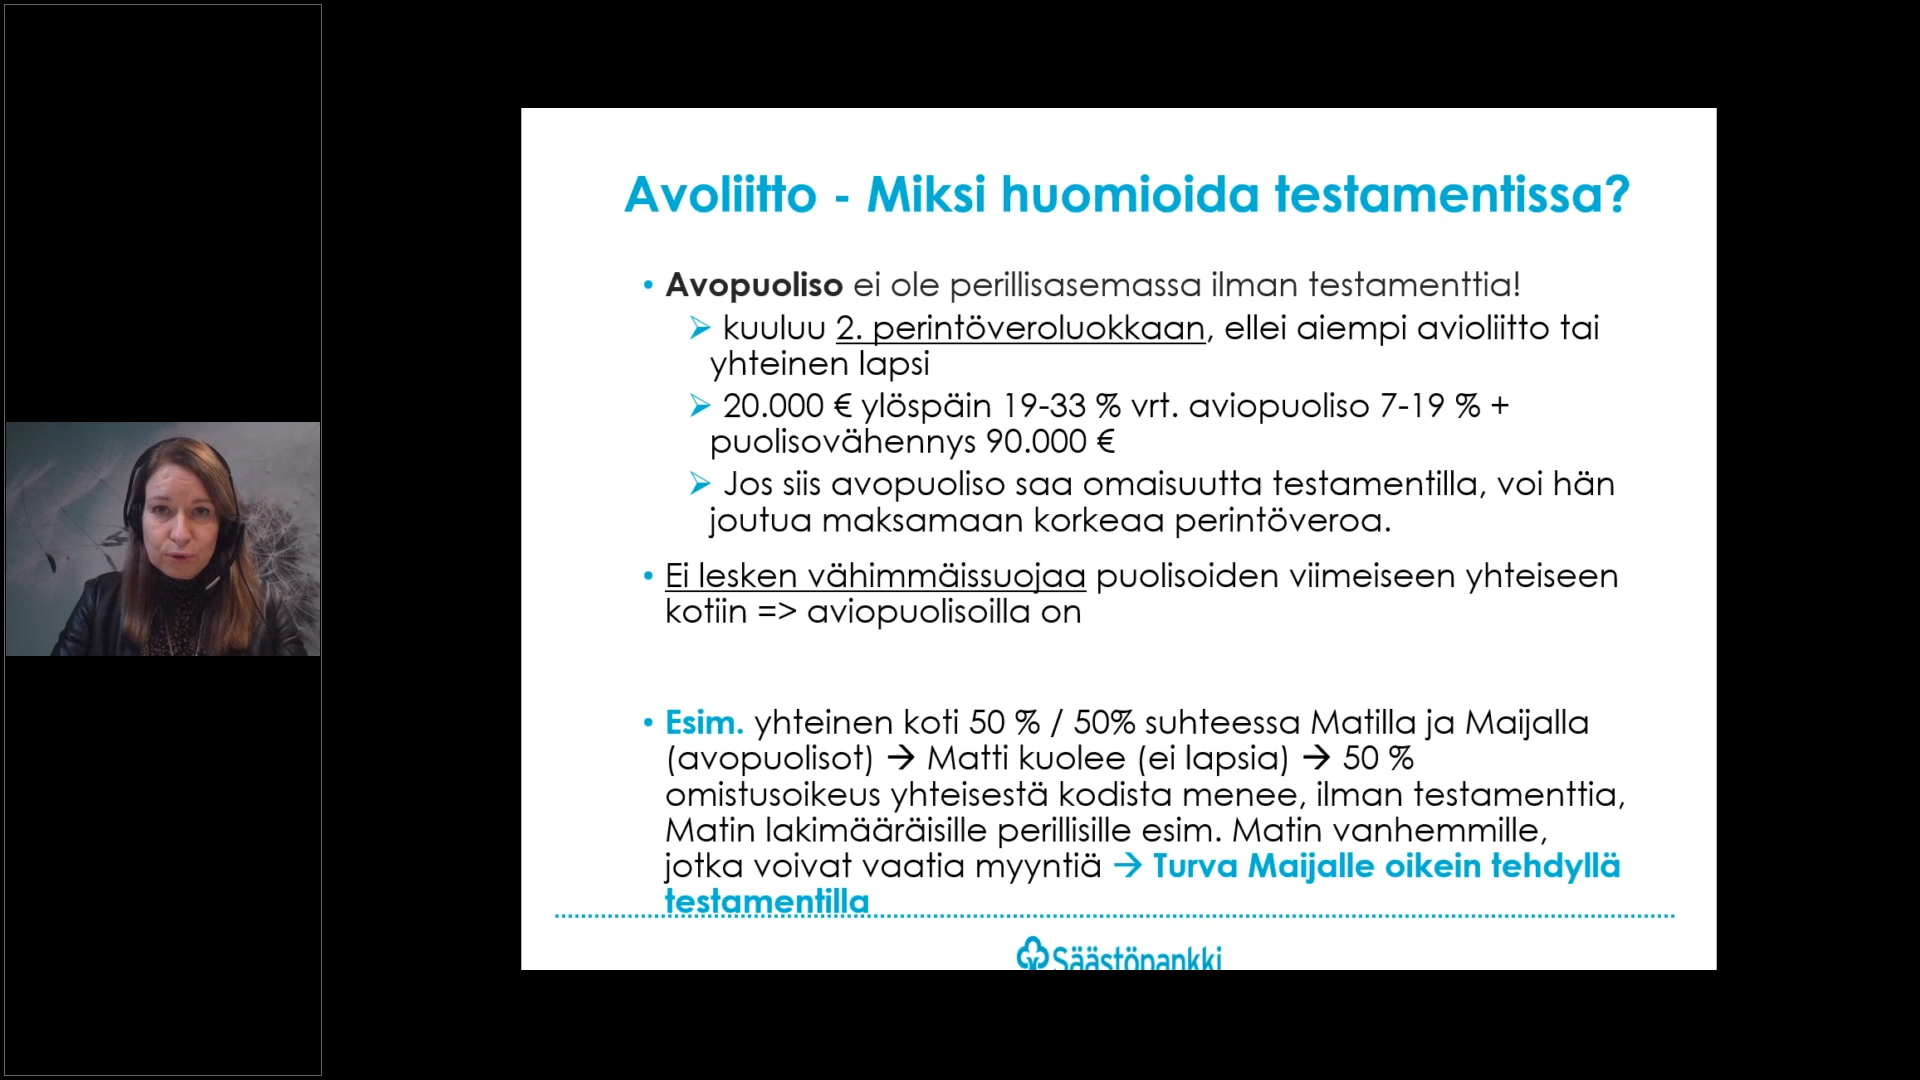 Avoliitto - Miksi huomioida testamentissa?
• Avopuoliso ei ole perillisasemassa ilman testamenttia!
➢ kuuluu 2. perintöveroluokkaan, ellei aiempi avioliitto tai
yhteinen lapsi
➢ 20.000 € ylöspäin 19-33 % vrt. aviopuoliso 7-19 % +
puolisovähennys 90.000 €
➢ Jos siis avopuoliso saa omaisuutta testamentilla, voi hän
joutua maksamaan korkeaa perintöveroa.
• Ei lesken vähimmäissuojaa puolisoiden viimeiseen yhteiseen
kotiin => aviopuolisoilla on
• Esim. yhteinen koti 50 % / 50% suhteessa Matilla ja Maijalla
(avopuolisot) → Matti kuolee (ei lapsia) → 50 %
omistusoikeus yhteisestä kodista menee, ilman testamenttia,
Matin lakimääräisille perillisille esim. Matin vanhemmille,
jotka voivat vaatia myyntiä → Turva Maijalle oikein tehdyllä
testamentilla
Säästöpankki